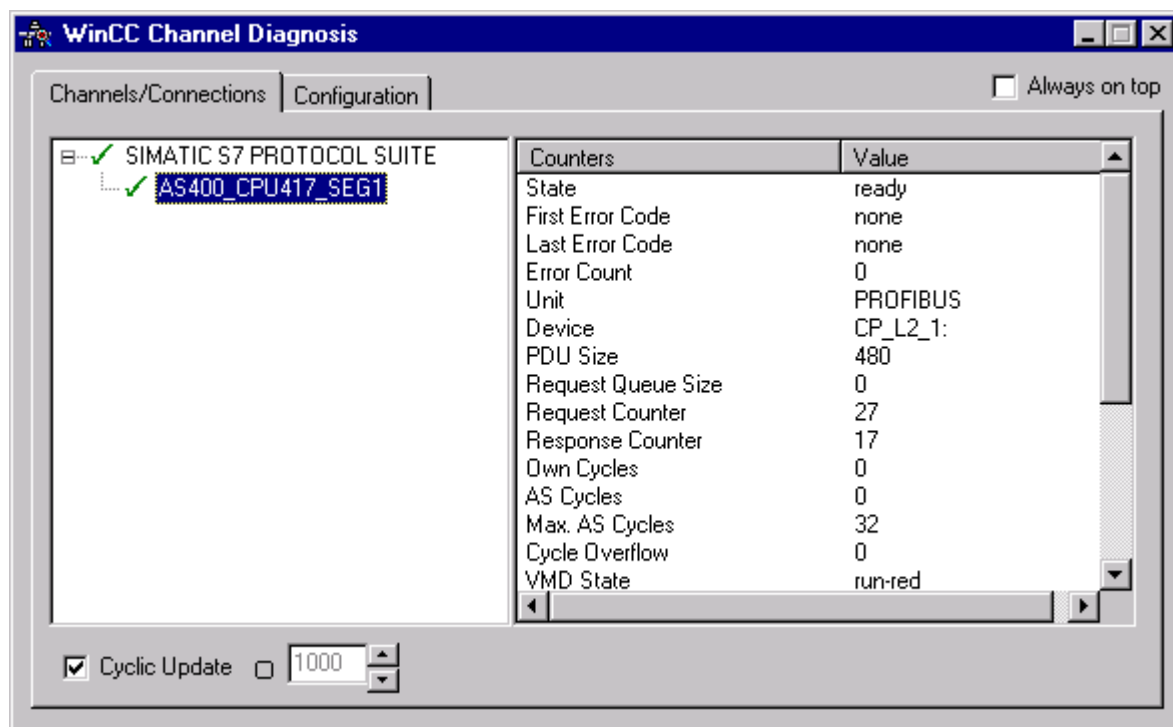 WinCC Channel Diagnosis
Channels/Connections Configuration Always on top
SIMATIC S7 PROTOCOL SUITE
AS400_CPU417_SEG1
Counters Value
State ready
First Error Code none
Last Error Code none
Error Count 0
Unit PROFIBUS
Device CP_L2_1:
PDU Size 480
Request Queue Size 0
Request Counter 27
Response Counter 17
Own Cycles 0
AS Cycles 0
Max. AS Cycles 32
Cycle Overflow 0
VMD State run-red
Cyclic Update 1000